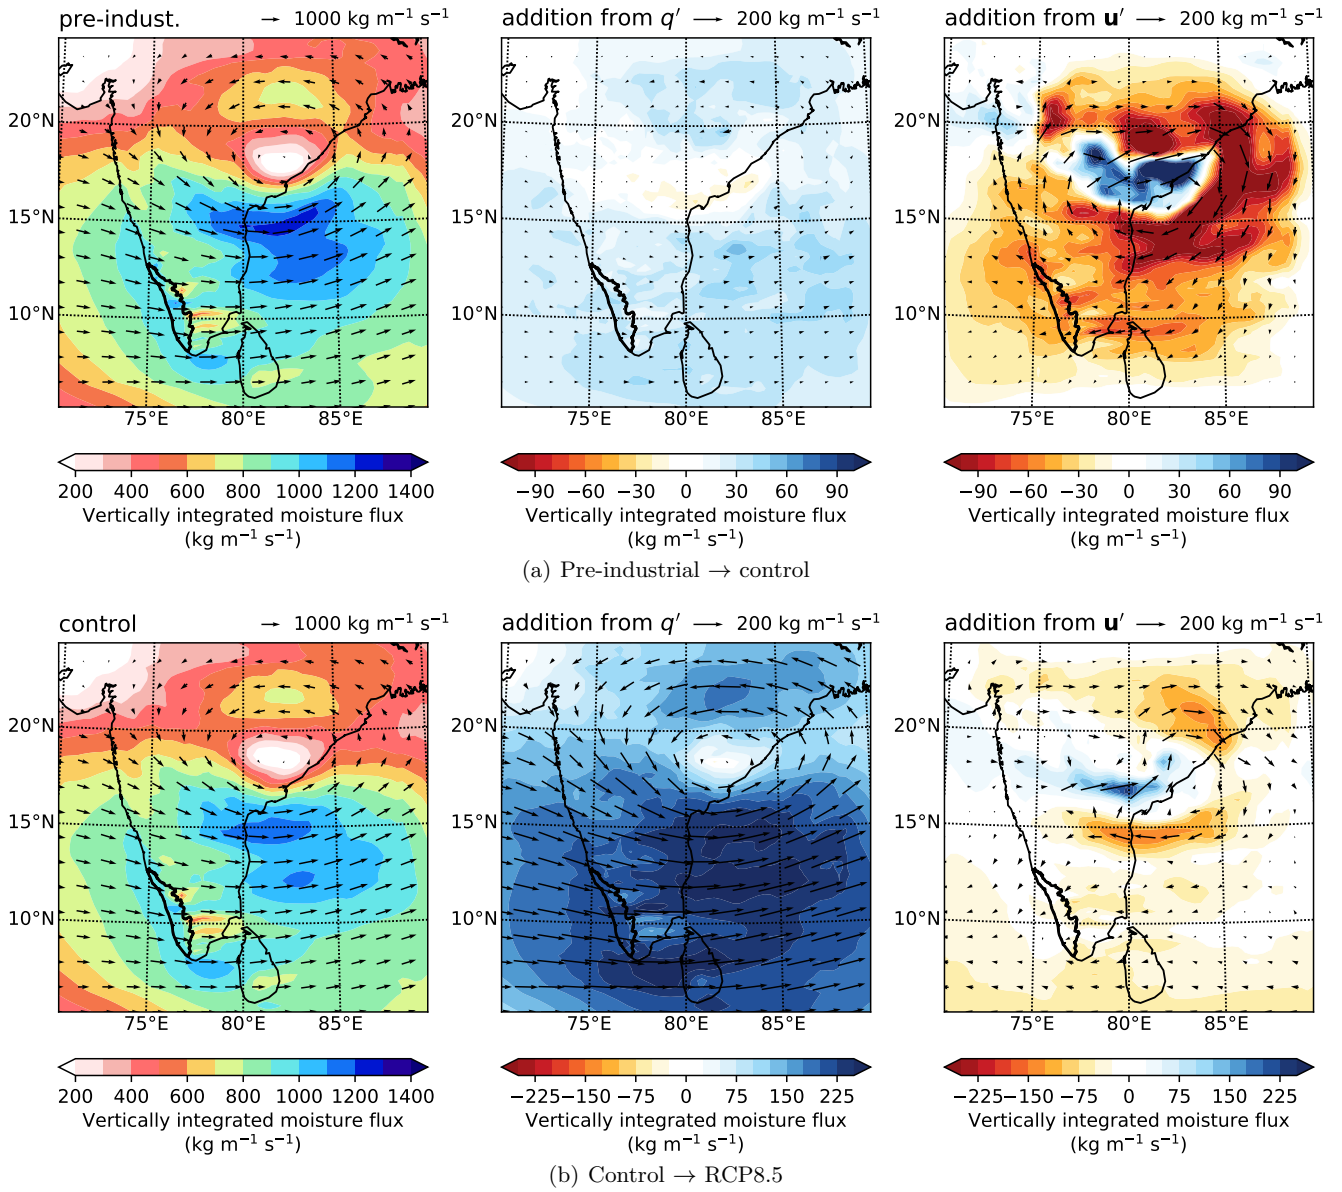 pre-indust. → 1000 kg m⁻¹ s⁻¹
addition from q′ → 200 kg m⁻¹ s⁻¹
addition from u′ → 200 kg m⁻¹ s⁻¹
20°N
15°N
10°N
75°E 80°E 85°E
75°E 80°E 85°E
75°E 80°E 85°E
200 400 600 800 1000 1200 1400
Vertically integrated moisture flux
(kg m⁻¹ s⁻¹)
−90 −60 −30 0 30 60 90
Vertically integrated moisture flux
(kg m⁻¹ s⁻¹)
−90 −60 −30 0 30 60 90
Vertically integrated moisture flux
(kg m⁻¹ s⁻¹)
20°N
15°N
10°N
(a) Pre-industrial → control
control → 1000 kg m⁻¹ s⁻¹
addition from q′ → 200 kg m⁻¹ s⁻¹
addition from u′ → 200 kg m⁻¹ s⁻¹
20°N
15°N
10°N
75°E 80°E 85°E
75°E 80°E 85°E
75°E 80°E 85°E
200 400 600 800 1000 1200 1400
Vertically integrated moisture flux
(kg m⁻¹ s⁻¹)
−225 −150 −75 0 75 150 225
Vertically integrated moisture flux
(kg m⁻¹ s⁻¹)
−225 −150 −75 0 75 150 225
Vertically integrated moisture flux
(kg m⁻¹ s⁻¹)
20°N
15°N
10°N
(b) Control → RCP8.5